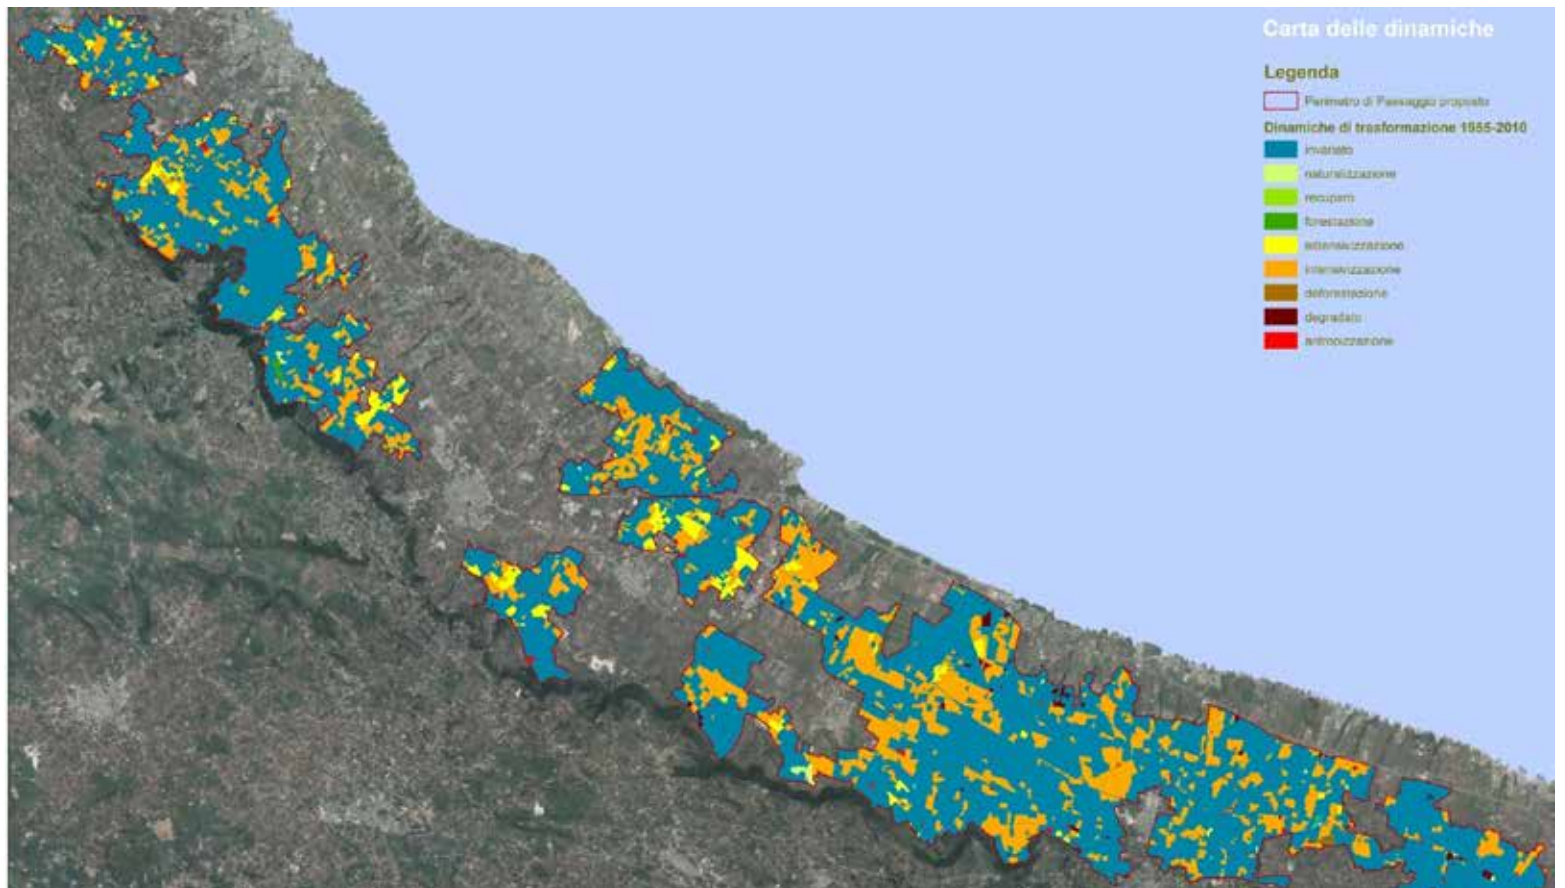 Carta delle dinamiche
Legenda
Perimetro di Paesaggio proposto
Dinamiche di trasformazione 1955-2010
invariato
naturalizzazione
recupero
forestazione
estensivizzazione
intensivizzazione
deforestazione
degradato
antropizzazione